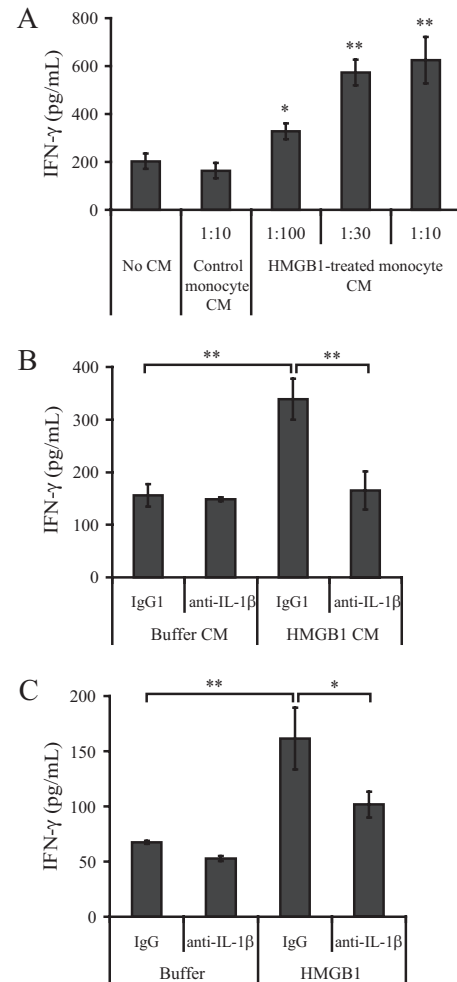 A
IFN-γ (pg/mL)
800
600
400
200
0
*
**
**
1:10
1:100
1:30
1:10
No CM
Control
monocyte
CM
HMGB1-treated monocyte
CM
B
IFN-γ (pg/mL)
400
300
200
100
0
**
**
IgG1
anti-IL-1β
IgG1
anti-IL-1β
Buffer CM
HMGB1 CM
C
IFN-γ (pg/mL)
200
150
100
50
0
**
*
IgG
anti-IL-1β
IgG
anti-IL-1β
Buffer
HMGB1